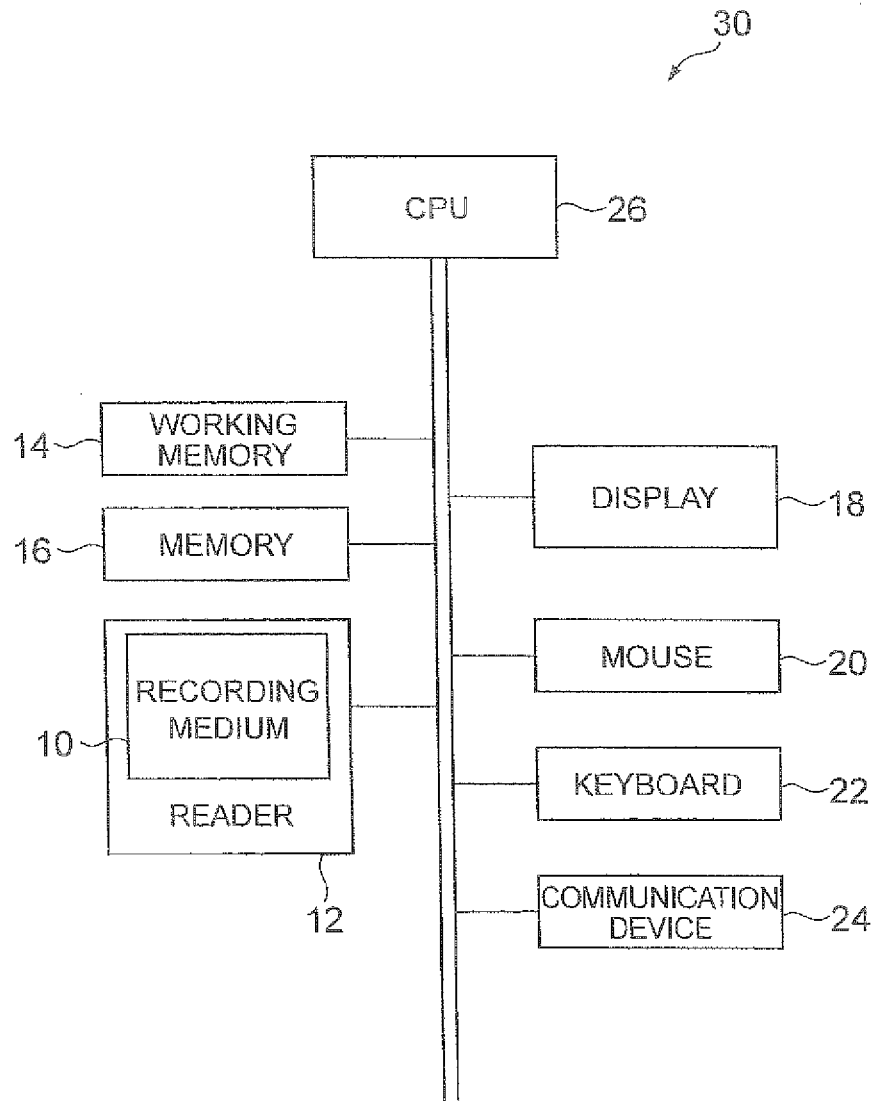 30
CPU
26
WORKING
MEMORY
14
DISPLAY
18
MEMORY
16
MOUSE
20
RECORDING
MEDIUM
10
READER
12
KEYBOARD
22
COMMUNICATION
DEVICE
24